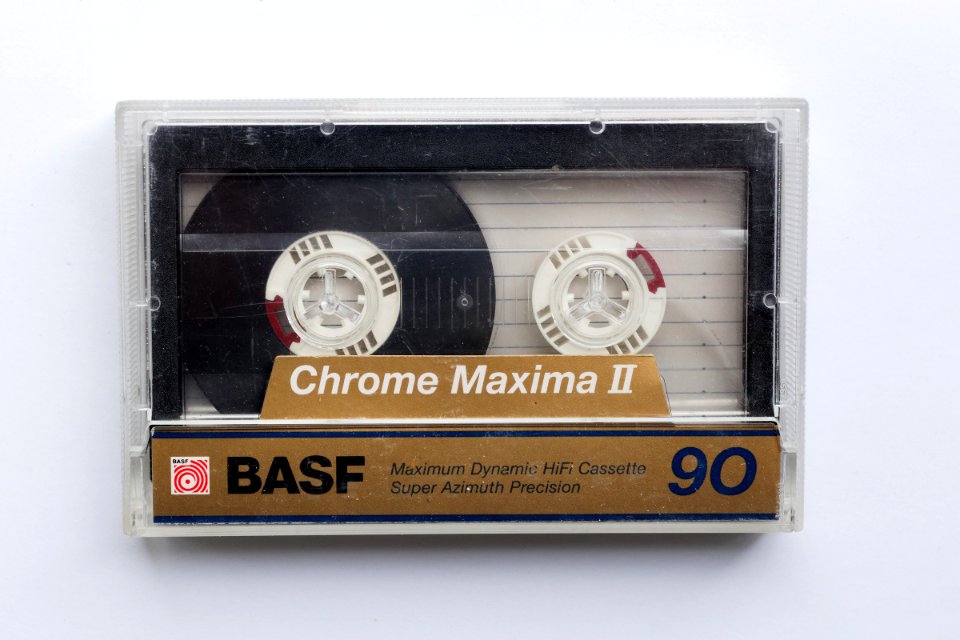 Chrome Maxima II
BASF
BASF
Maximum Dynamic HiFi Cassette
Super Azimuth Precision
90